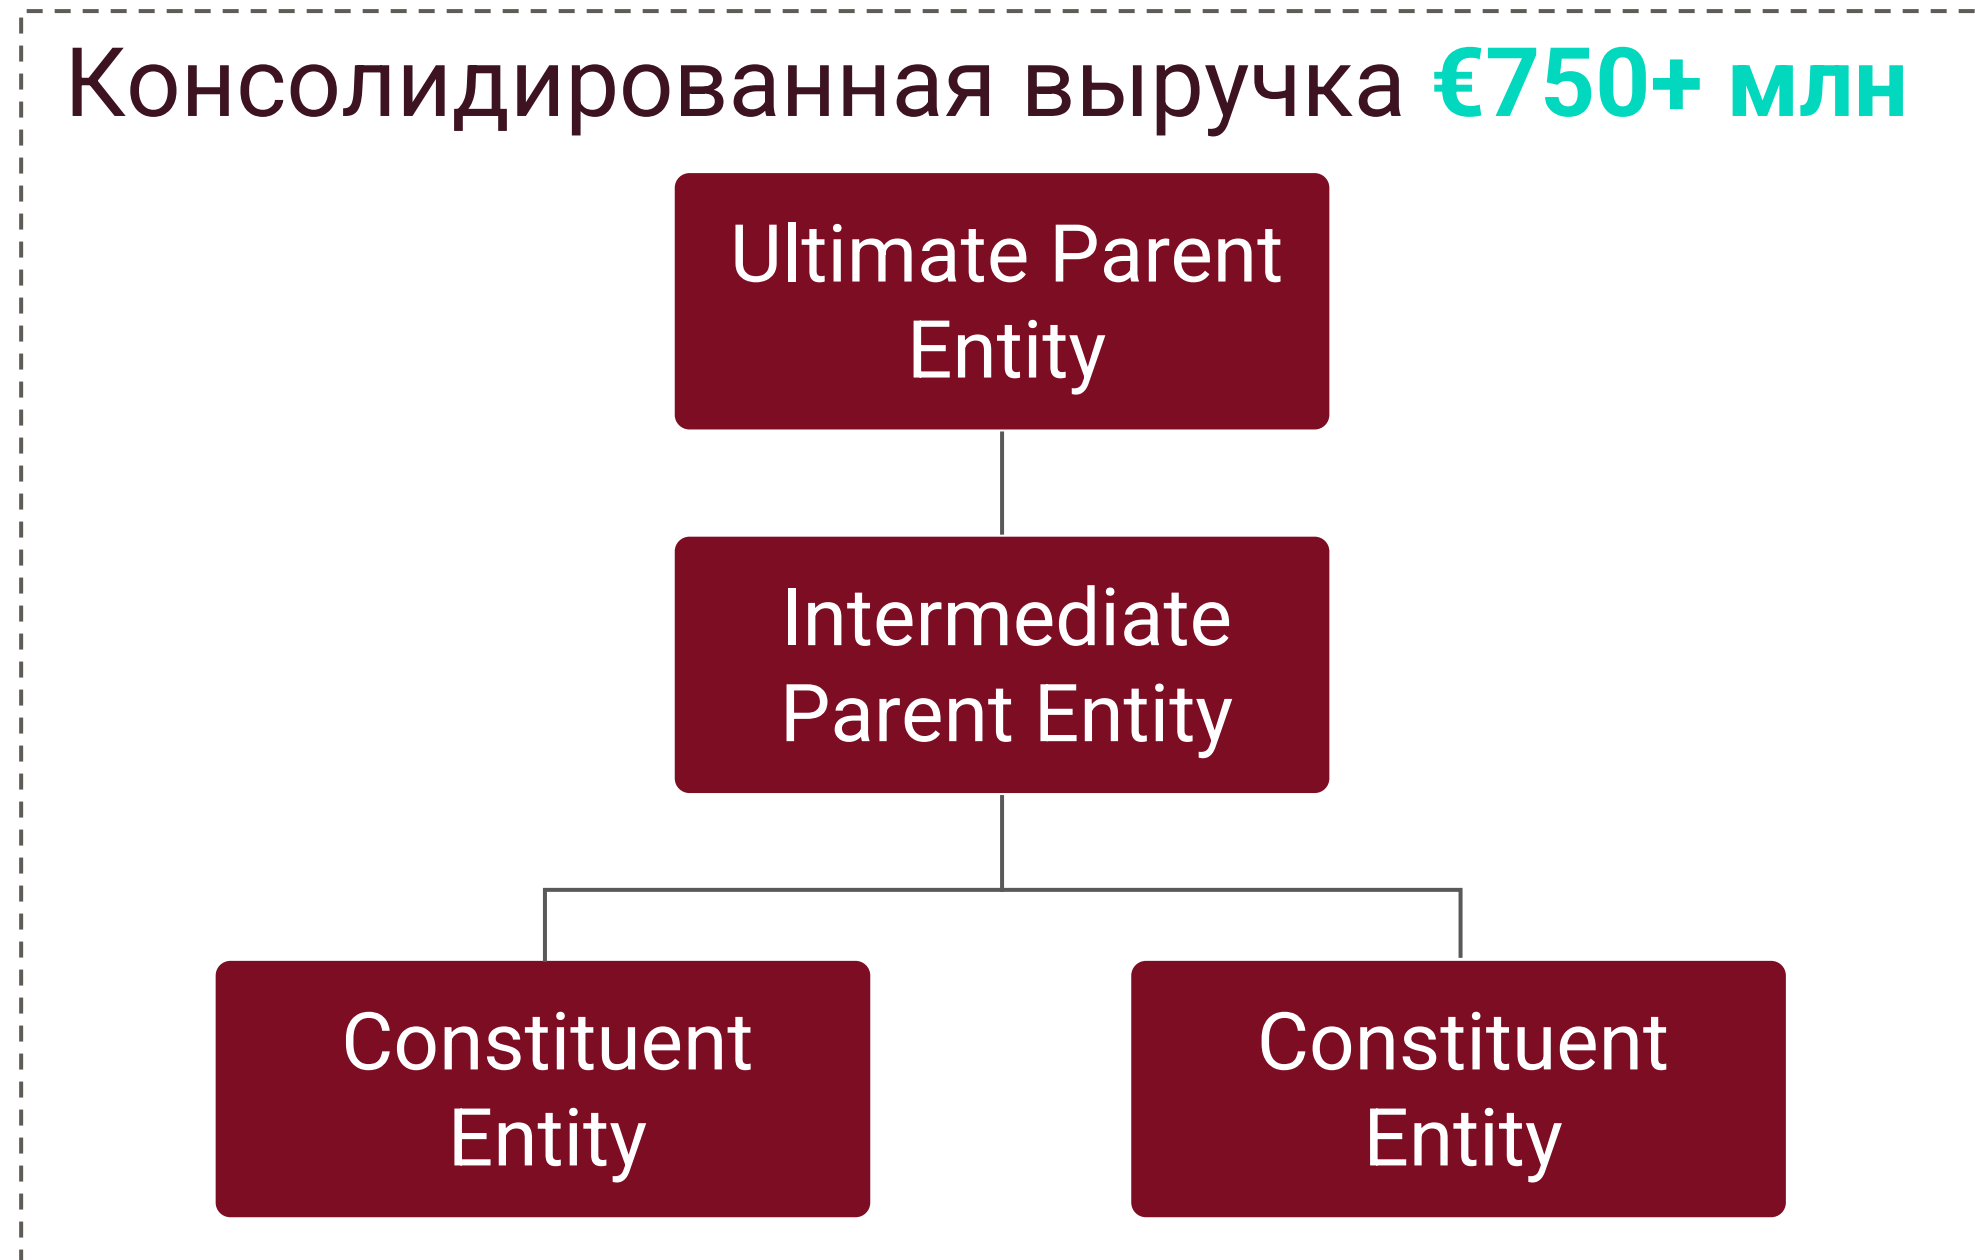 Консолидированная выручка €750+ млн
Ultimate Parent
Entity
Intermediate
Parent Entity
Constituent
Entity
Constituent
Entity